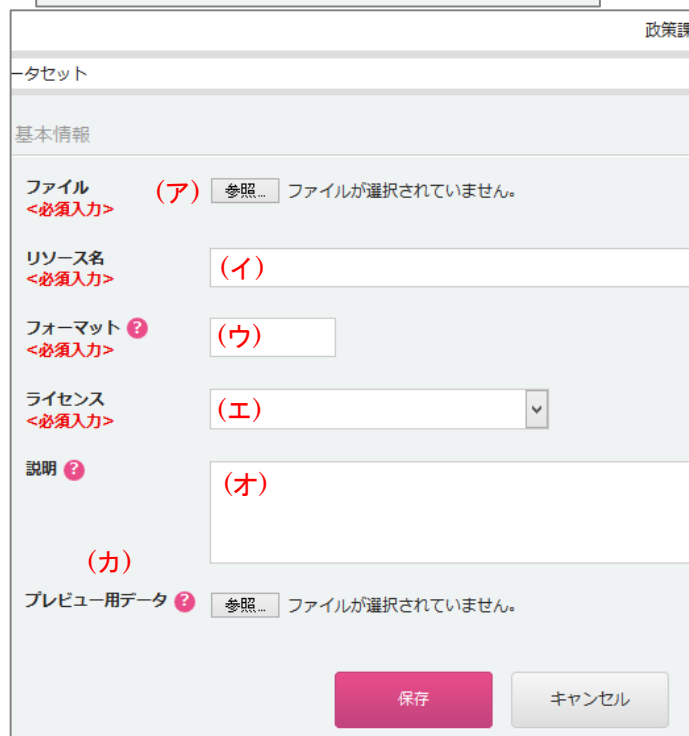 政策課
ータセット
基本情報
ファイル (ア) 参照... ファイルが選択されていません。
<必須入力>
リソース名 (イ)
<必須入力>
フォーマット ? (ウ)
<必須入力>
ライセンス (エ)
<必須入力>
説明 ? (オ)
(カ)
プレビュー用データ ? 参照... ファイルが選択されていません。
保存 キャンセル